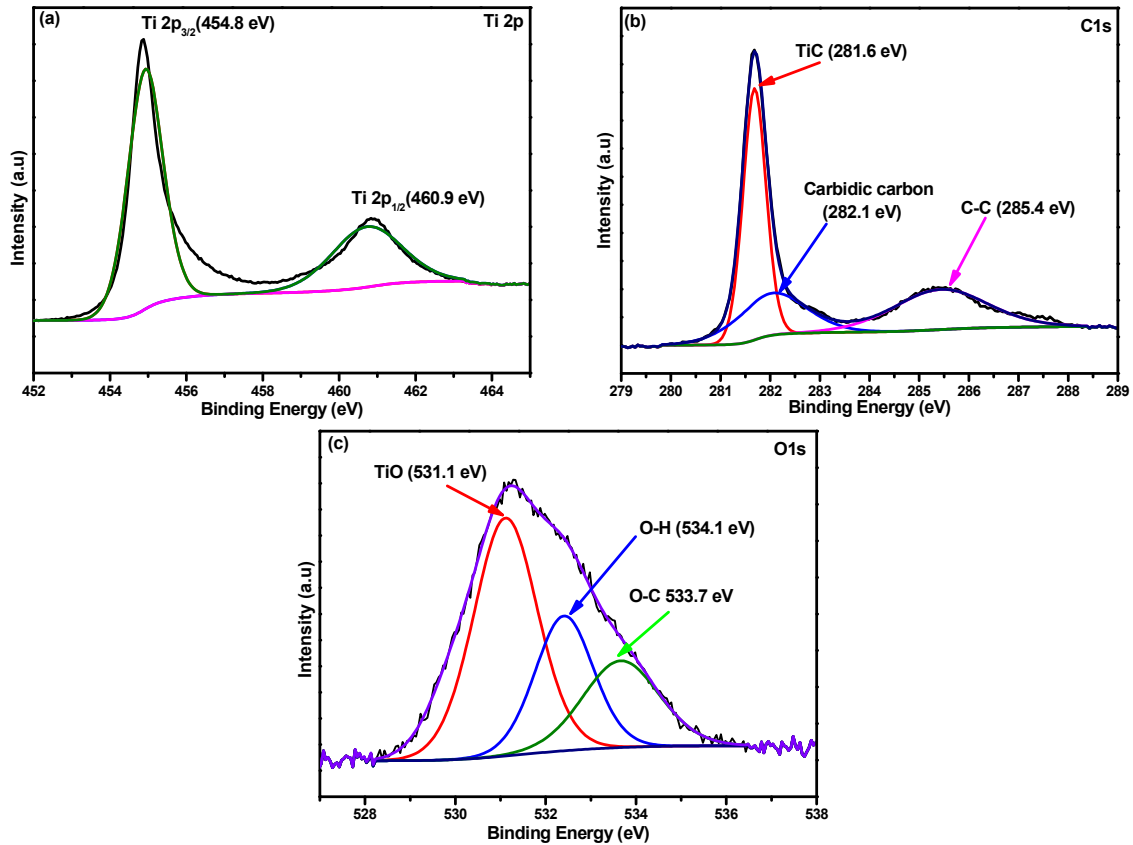 (a)
Ti 2p3/2(454.8 eV)
Ti 2p
Ti 2p1/2(460.9 eV)
Intensity (a.u)
452 454 456 458 460 462 464
Binding Energy (eV)
(b)
C1s
TiC (281.6 eV)
Carbidic carbon
(282.1 eV)
C-C (285.4 eV)
Intensity (a.u)
279 280 281 282 283 284 285 286 287 288 289
Binding Energy (eV)
(c)
O1s
TiO (531.1 eV)
O-H (534.1 eV)
O-C 533.7 eV
Intensity (a.u)
528 530 532 534 536 538
Binding Energy (eV)